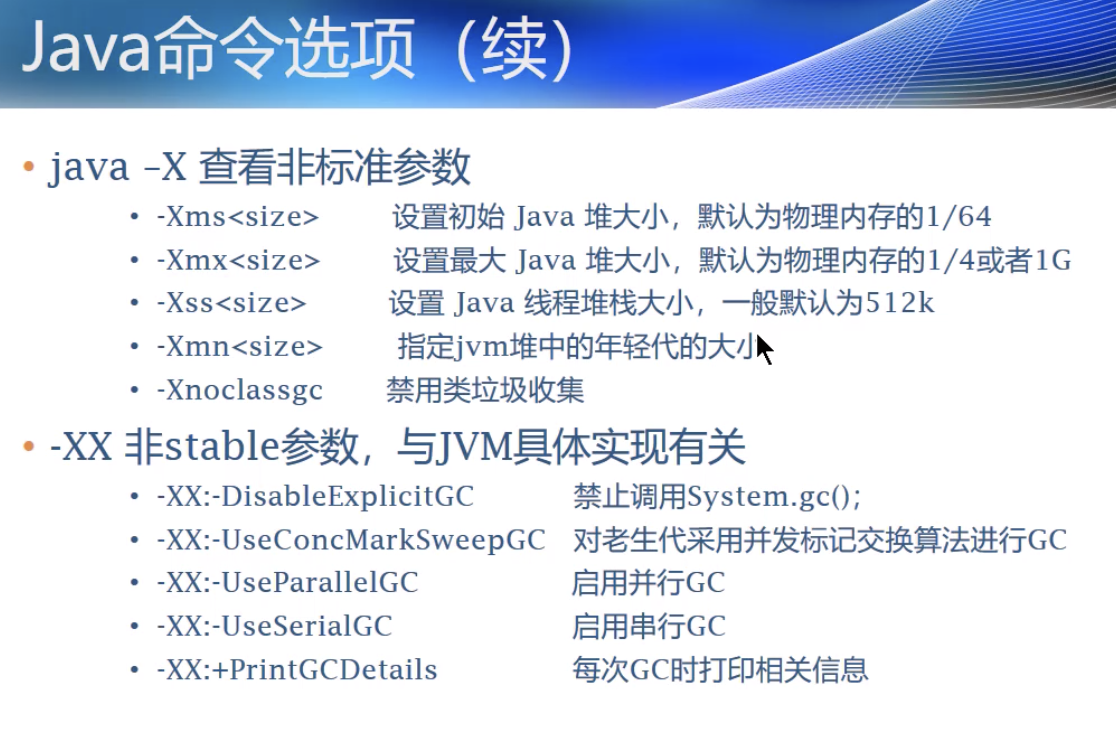 Java命令选项（续）
• java –X 查看非标准参数
• -Xms<size> 设置初始 Java 堆大小，默认为物理内存的1/64
• -Xmx<size> 设置最大 Java 堆大小，默认为物理内存的1/4或者1G
• -Xss<size> 设置 Java 线程堆栈大小，一般默认为512k
• -Xmn<size> 指定jvm堆中的年轻代的大小
• -Xnoclassgc 禁用类垃圾收集
• -XX 非stable参数，与JVM具体实现有关
• -XX:-DisableExplicitGC 禁止调用System.gc();
• -XX:-UseConcMarkSweepGC 对老生代采用并发标记交换算法进行GC
• -XX:-UseParallelGC 启用并行GC
• -XX:-UseSerialGC 启用串行GC
• -XX:+PrintGCDetails 每次GC时打印相关信息